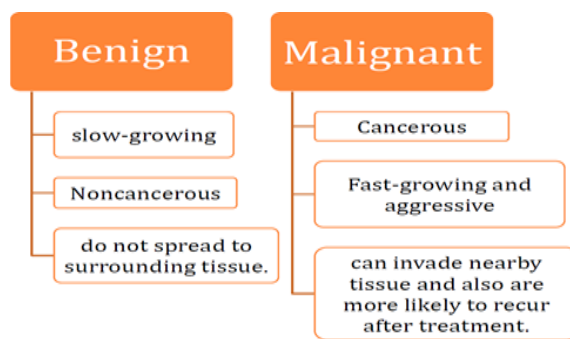 Benign
slow-growing
Noncancerous
do not spread to
surrounding tissue.
Malignant
Cancerous
Fast-growing and
aggressive
can invade nearby
tissue and also are
more likely to recur
after treatment.